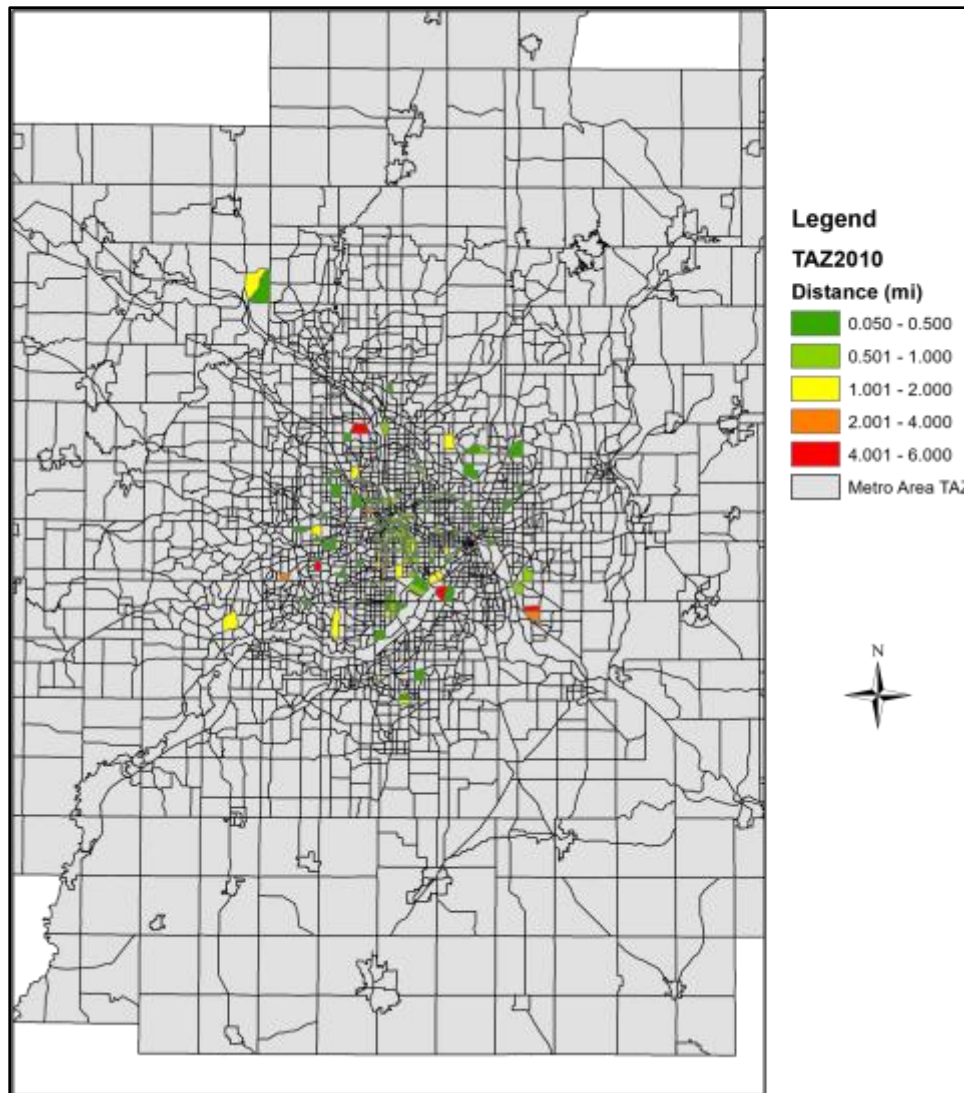 Legend
TAZ2010
Distance (mi)
0.050 - 0.500
0.501 - 1.000
1.001 - 2.000
2.001 - 4.000
4.001 - 6.000
Metro Area TAZ
N